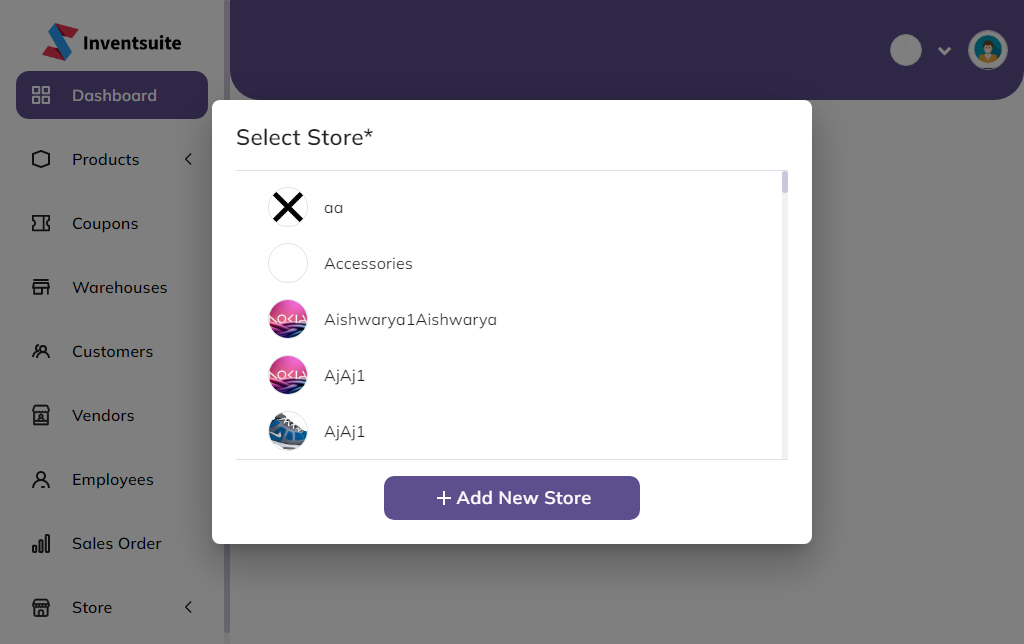 Inventsuite
Dashboard
Products
Coupons
Warehouses
Customers
Vendors
Employees
Sales Order
Store
Select Store*
aa
Accessories
Aishwarya1Aishwarya
AjAj1
AjAj1
+ Add New Store